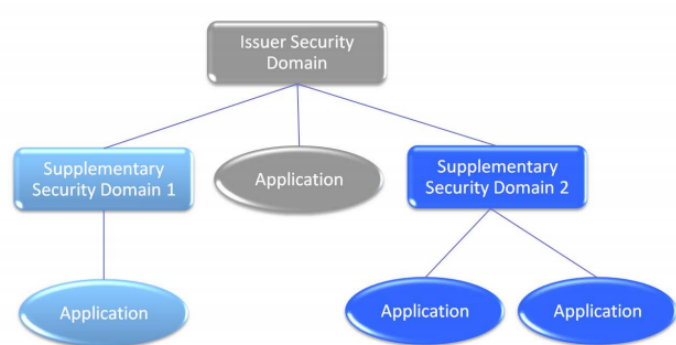 Issuer Security
Domain
Supplementary
Security Domain 1
Application
Supplementary
Security Domain 2
Application
Application
Application